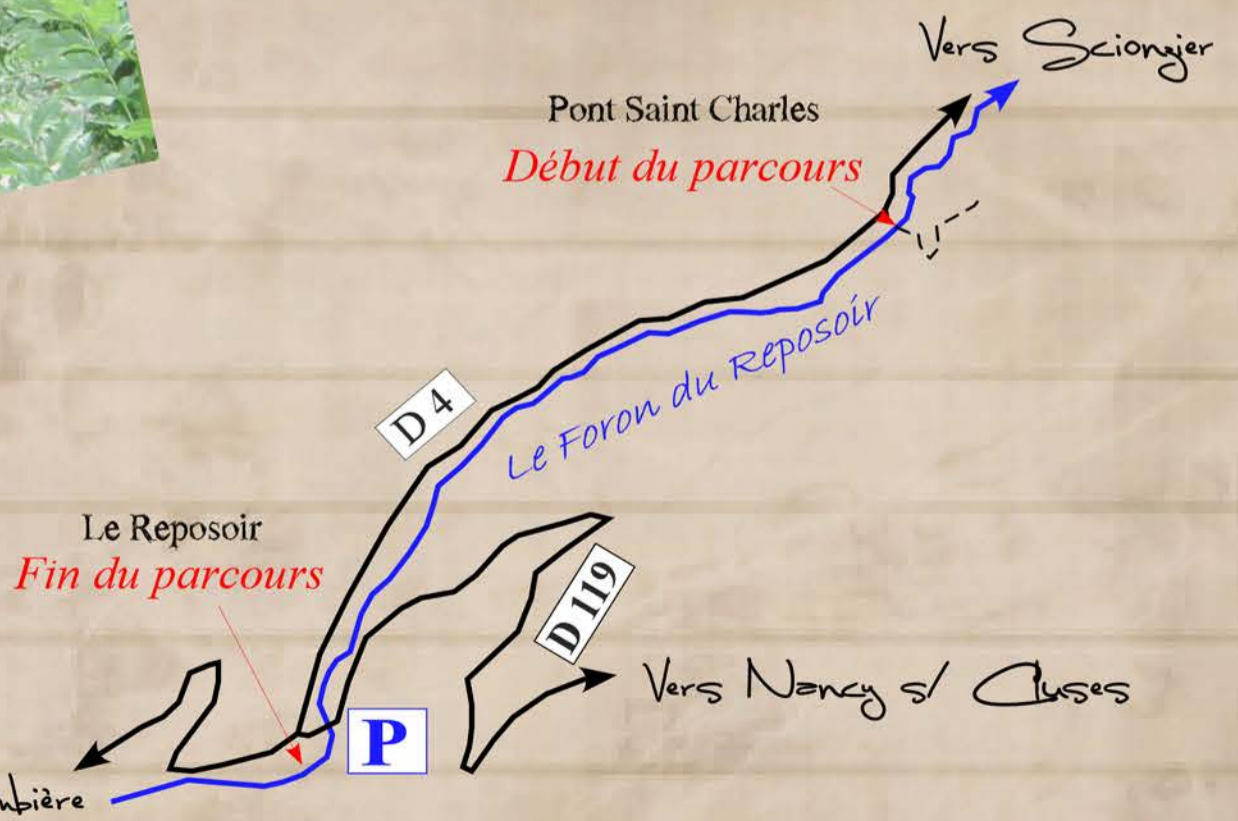 Vers Scionzier
Pont Saint Charles
Début du parcours
Le Foron du Reposoir
D 4
Le Reposoir
Fin du parcours
D 119
Vers Nancy s/ Cluses
P